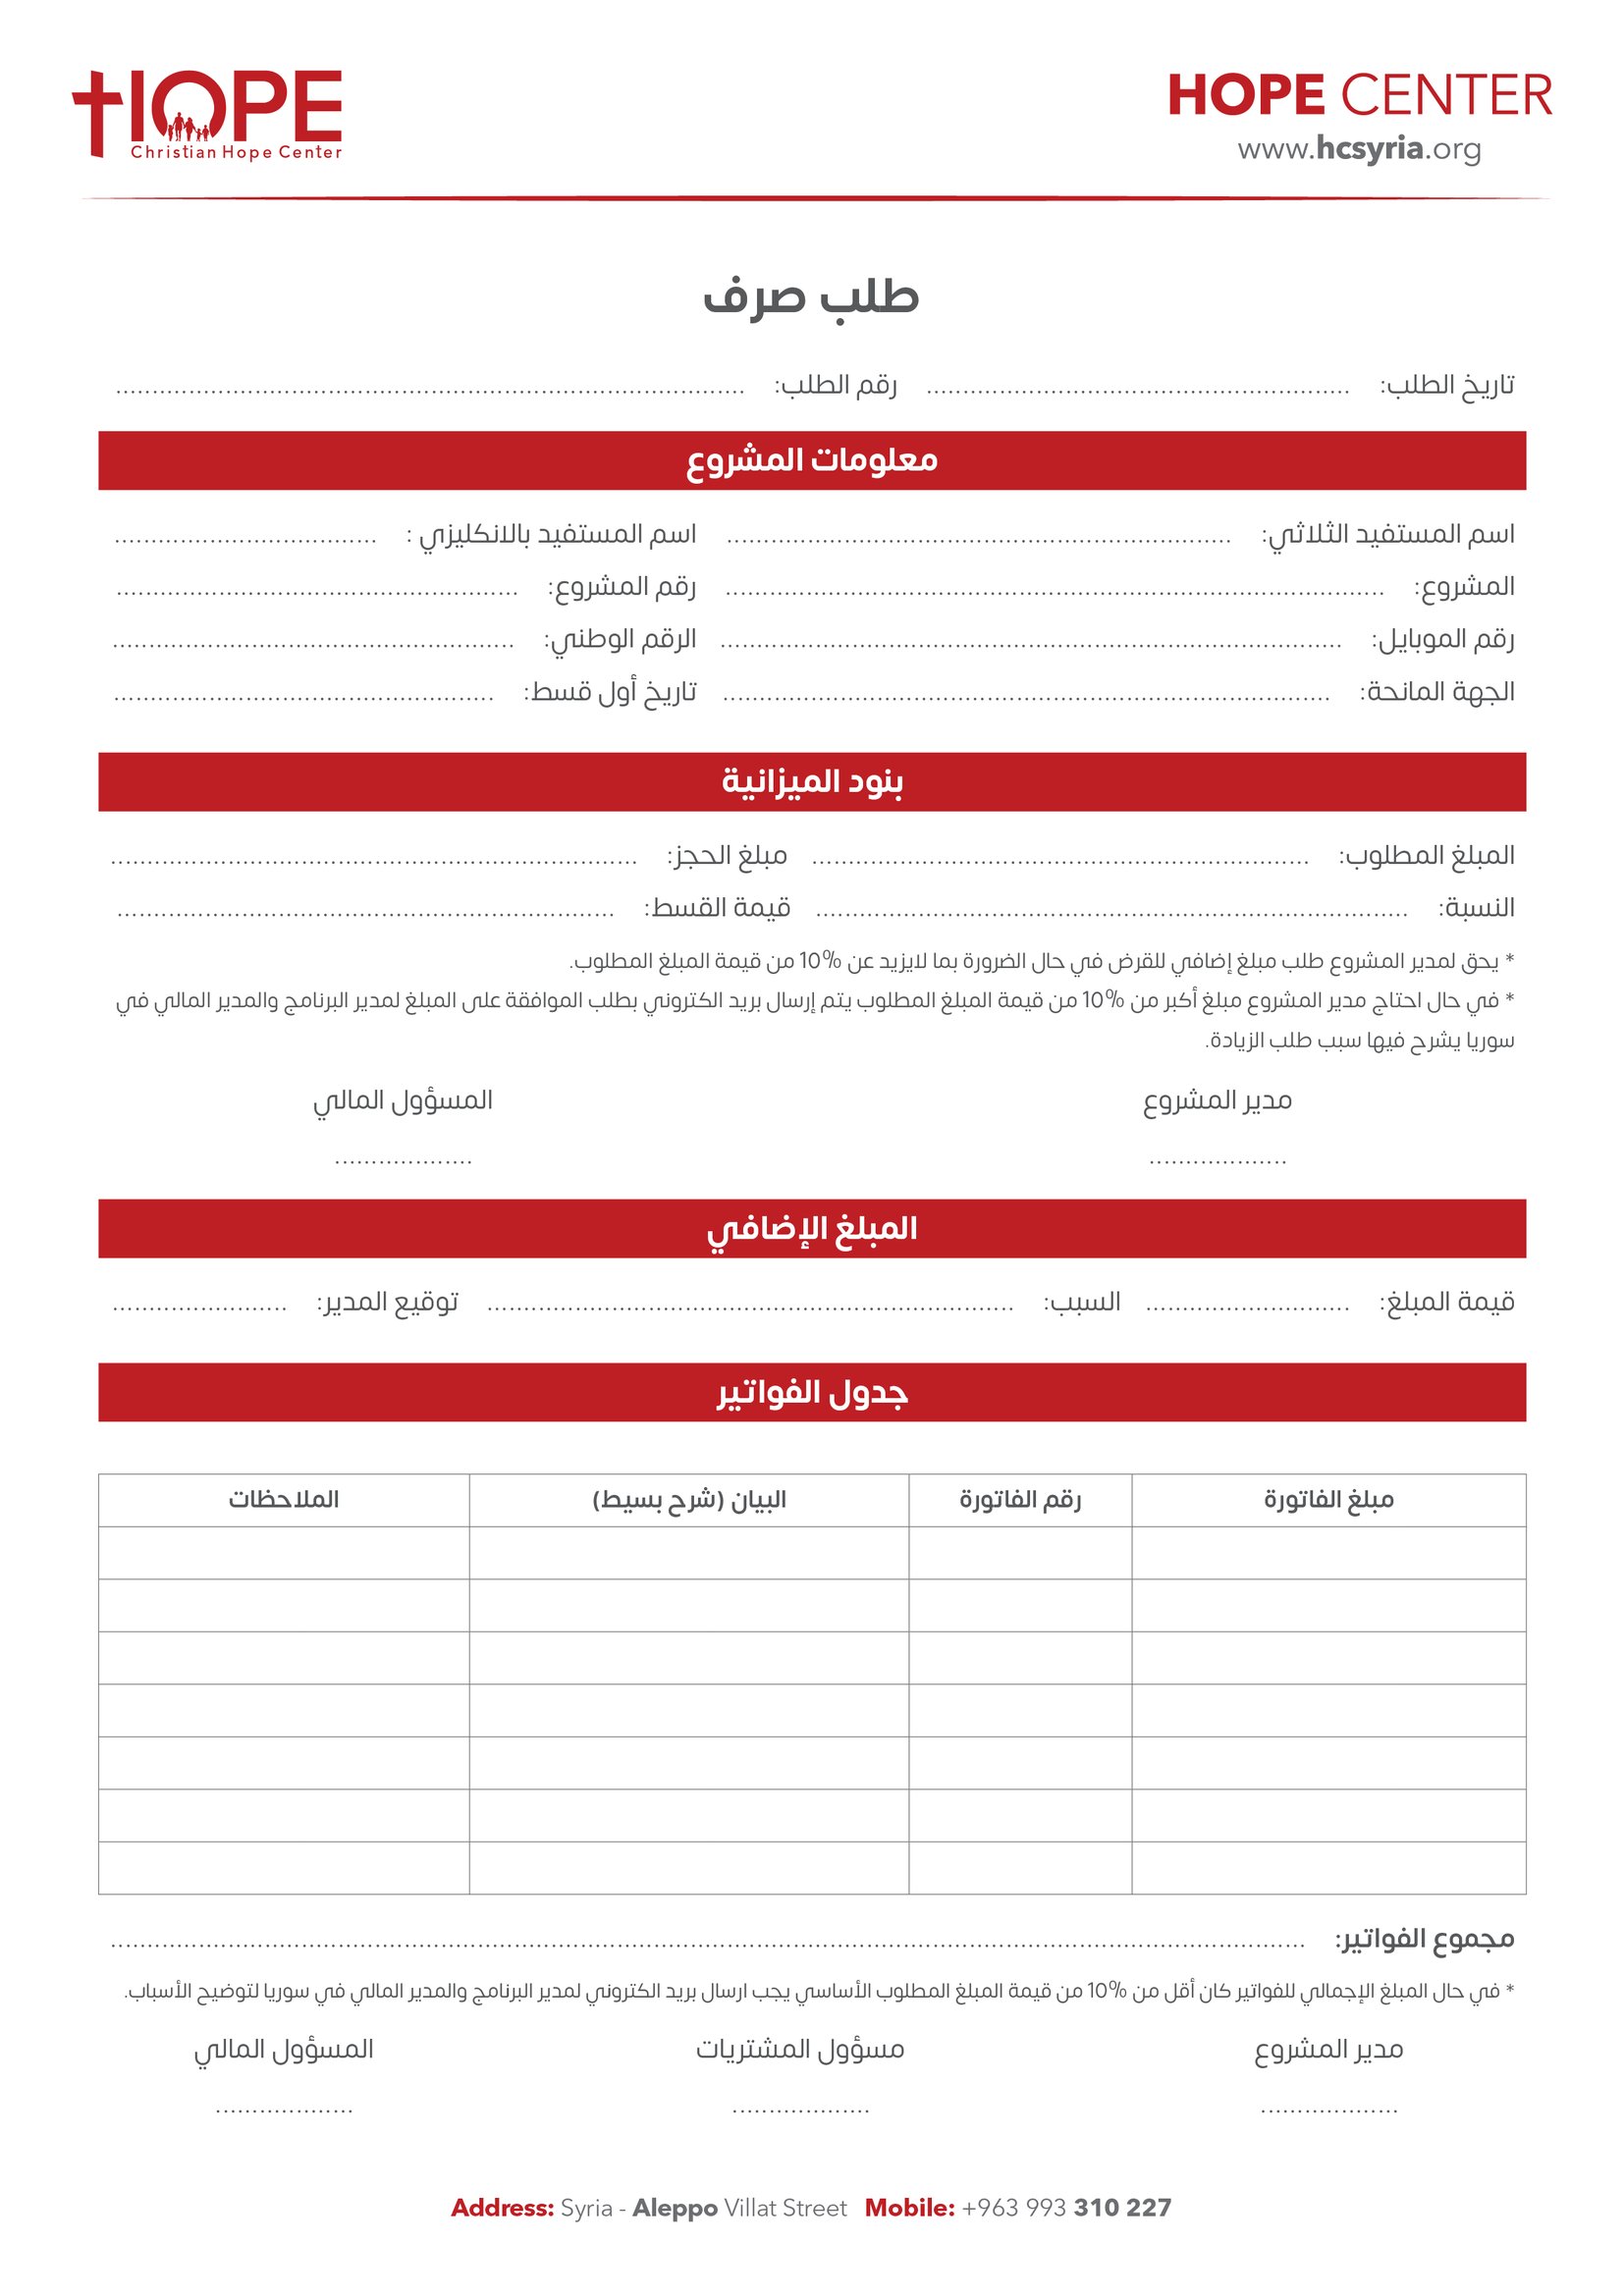 HOPE
Christian Hope Center
HOPE CENTER
www.hcsyria.org
طلب صرف
تاريخ الطلب: ........................................ رقم الطلب: ........................................
معلومات المشروع
اسم المستفيد الثلاثي: ........................................ اسم المستفيد بالانكليزي : ........................................
المشروع: ........................................ رقم المشروع: ........................................
رقم الموبايل: ........................................ الرقم الوطني: ........................................
الجهة المانحة: ........................................ تاريخ أول قسط: ........................................
بنود الميزانية
المبلغ المطلوب: ........................................ مبلغ الحجز: ........................................
النسبة: ........................................ قيمة القسط: ........................................
* يحق لمدير المشروع طلب مبلغ إضافي للقرض في حال الضرورة بما لايزيد عن 10% من قيمة المبلغ المطلوب.
* في حال احتاج مدير المشروع مبلغ أكبر من 10% من قيمة المبلغ المطلوب يتم إرسال بريد الكتروني بطلب الموافقة على المبلغ لمدير البرنامج والمدير المالي في
سوريا يشرح فيها سبب طلب الزيادة.
مدير المشروع المسؤول المالي
................... ...................
المبلغ الإضافي
قيمة المبلغ: ............................ السبب: ........................................ توقيع المدير: ........................
جدول الفواتير
مبلغ الفاتورة رقم الفاتورة البيان (شرح بسيط) الملاحظات
مجموع الفواتير: ........................................
* في حال المبلغ الإجمالي للفواتير كان أقل من 10% من قيمة المبلغ المطلوب الأساسي يجب ارسال بريد الكتروني لمدير البرنامج والمدير المالي في سوريا لتوضيح الأسباب.
مدير المشروع مسؤول المشتريات المسؤول المالي
................... ................... ...................
Address: Syria - Aleppo Villat Street Mobile: +963 993 310 227